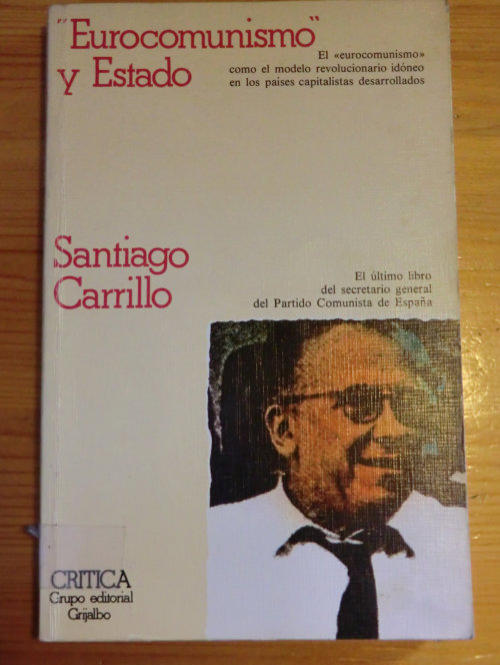 "Eurocomunismo"
y Estado
El «eurocomunismo»
como el modelo revolucionario idóneo
en los países capitalistas desarrollados
Santiago
Carrillo
El último libro
del secretario general
del Partido Comunista de España
CRITICA
Grupo editorial
Grijalbo